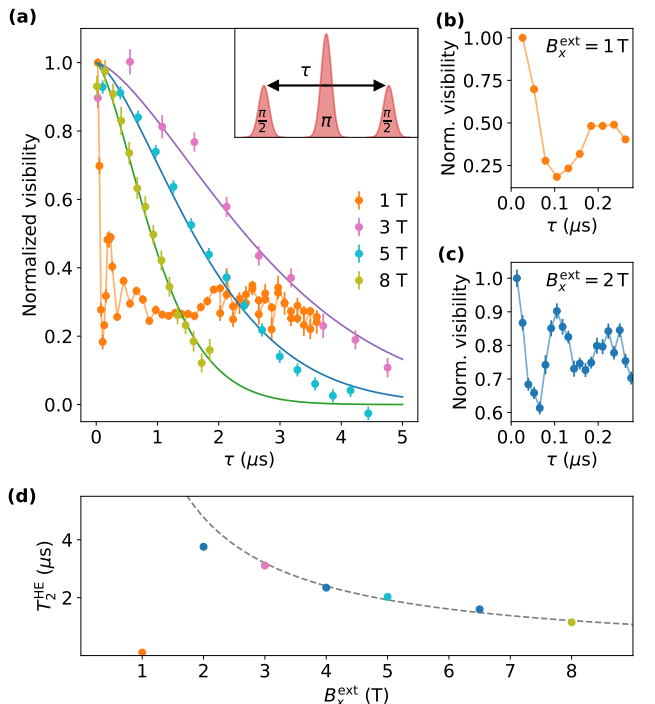 (a)
Normalized visibility
1.0
0.8
0.6
0.4
0.2
0.0
0
1
2
3
4
5
τ (μs)
τ
π/2
π
π/2
1 T
3 T
5 T
8 T
(b)
Norm. visibility
1.00
0.75
0.50
0.25
B_x^ext = 1 T
0.0
0.1
0.2
τ (μs)
(c)
Norm. visibility
1.0
0.9
0.8
0.7
0.6
B_x^ext = 2 T
0.0
0.1
0.2
τ (μs)
(d)
T_2^HE (μs)
4
2
1
2
3
4
5
6
7
8
B_x^ext (T)